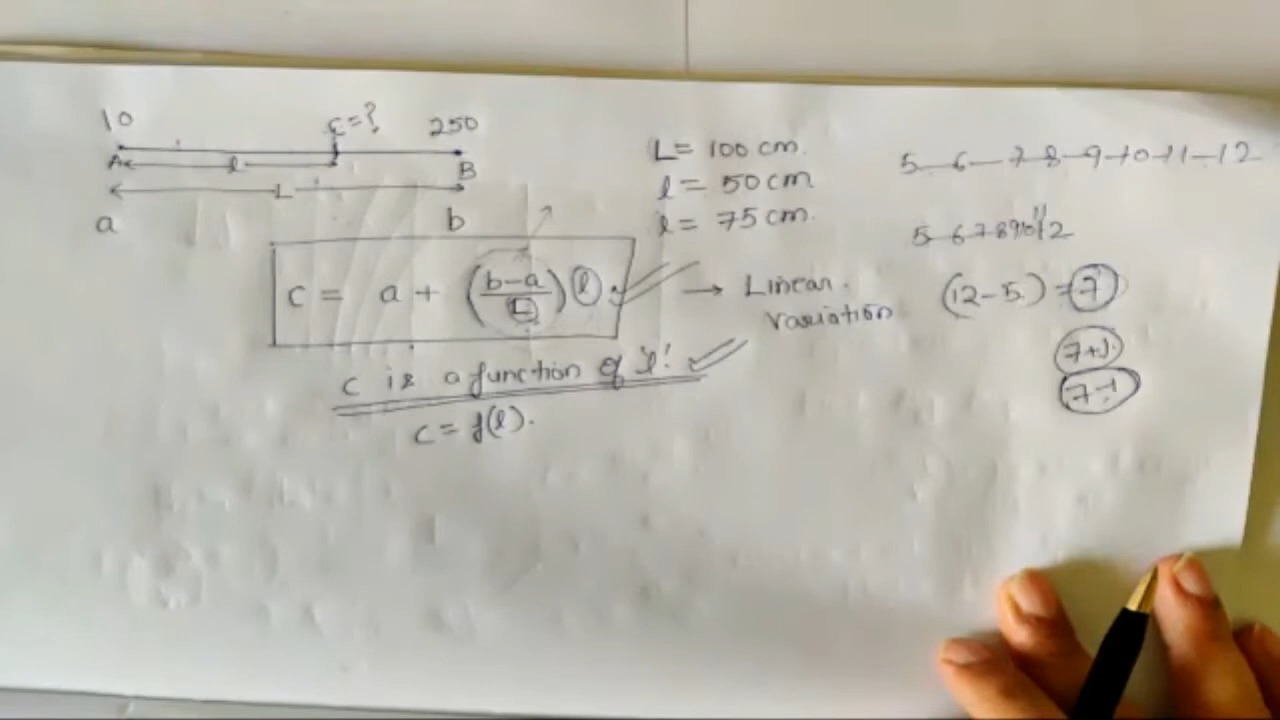 10 c=? 250
A l B
L
a b
L= 100 cm.
l = 50 cm
l = 75 cm.
c = a + (b-a/L) l.
→ Linear
variation
c is a function of 'l'!
c = f(l).
5 - 6 - 7 - 8 - 9 - 10 - 11 - 12
5 6 7 8 9 10 11 12
(12-5) = 7
7+1
7-1